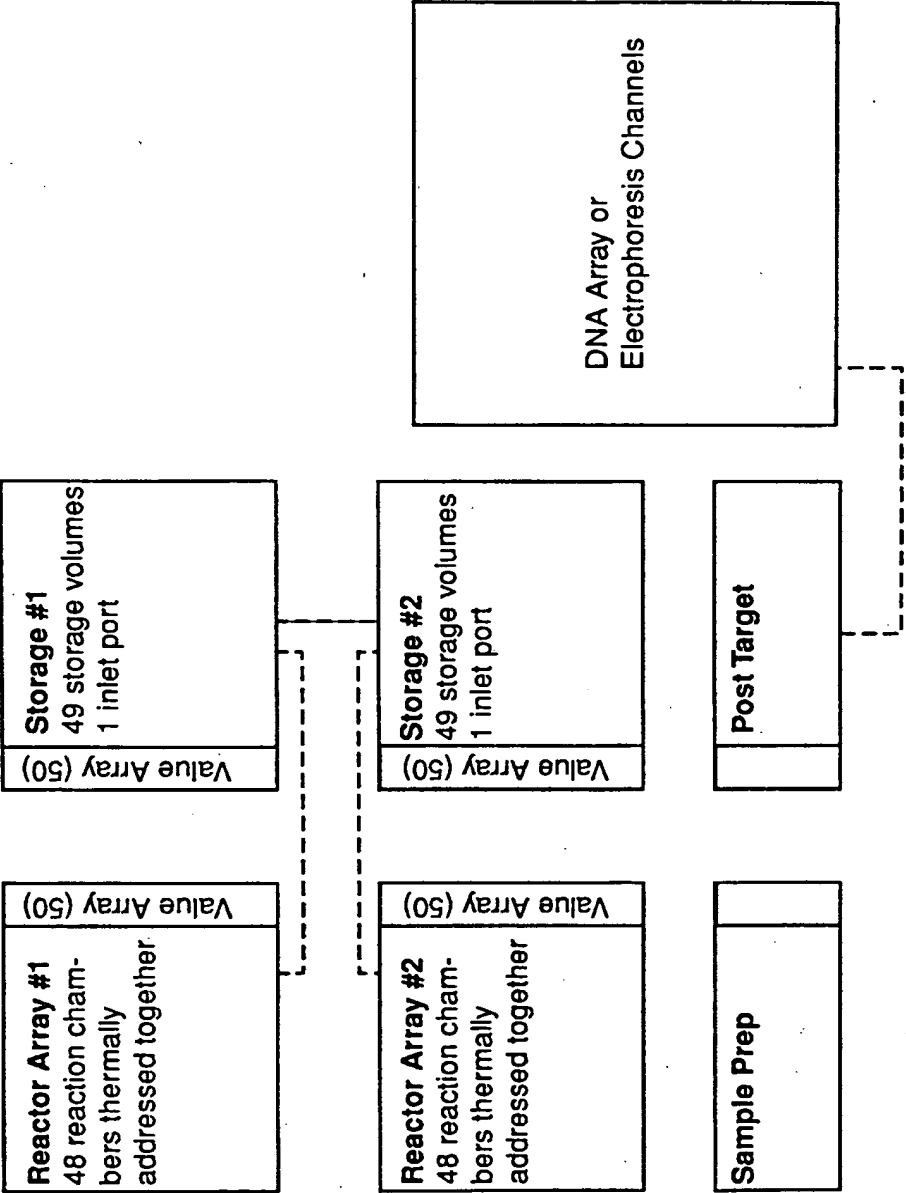 Reactor Array #1
48 reaction cham-
bers thermally
addressed together
Value Array (50)
Value Array (50)
Storage #1
49 storage volumes
1 inlet port
Reactor Array #2
48 reaction cham-
bers thermally
addressed together
Value Array (50)
Value Array (50)
Storage #2
49 storage volumes
1 inlet port
Sample Prep
Post Target
DNA Array or
Electrophoresis Channels